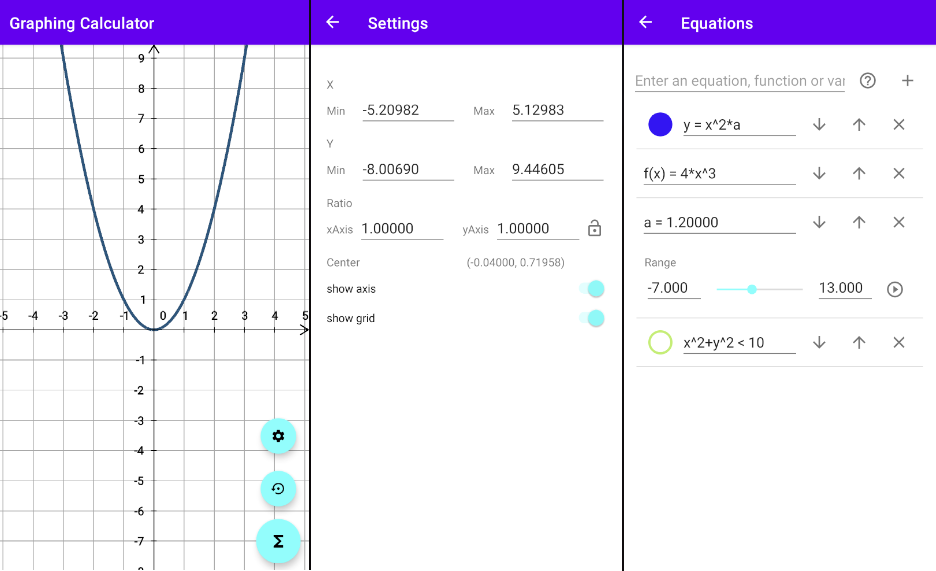 Graphing Calculator
9
8
7
6
5
4
3
2
1
-5 -4 -3 -2 -1 0 1 2 3 4 5
-1
-2
-3
-4
-5
-6
-7
Σ
Settings
X
Min -5.20982 Max 5.12983
Y
Min -8.00690 Max 9.44605
Ratio
xAxis 1.00000 yAxis 1.00000
Center (-0.04000, 0.71958)
show axis
show grid
Equations
Enter an equation, function or var
y = x^2*a
f(x) = 4*x^3
a = 1.20000
Range
-7.000 13.000
x^2+y^2 < 10